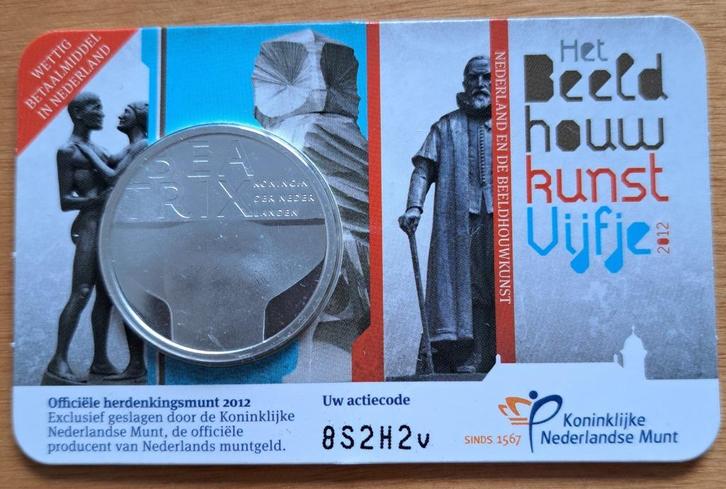 WETTIG
BETAALMIDDEL
IN NEDERLAND
BEA
TRIX
KONINGIN
DER NEDER
LANDEN
NEDERLAND EN DE BEELDHOUWKUNST
Het
Beeld
houw
kunst
Vijfje
2012
Officiële herdenkingsmunt 2012
Exclusief geslagen door de Koninklijke
Nederlandse Munt, de officiële
producent van Nederlands muntgeld.
Uw actiecode
8S2H2v
SINDS 1567
Koninklijke
Nederlandse Munt